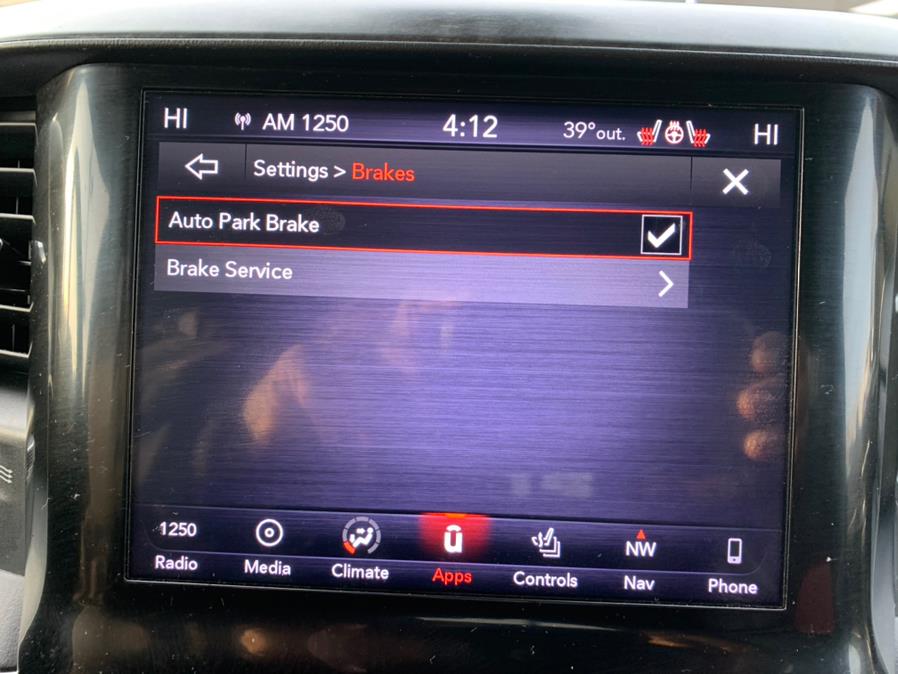 HI AM 1250 4:12 39°out. HI
Settings > Brakes
Auto Park Brake
Brake Service
1250 NW
Radio Media Climate Apps Controls Nav Phone